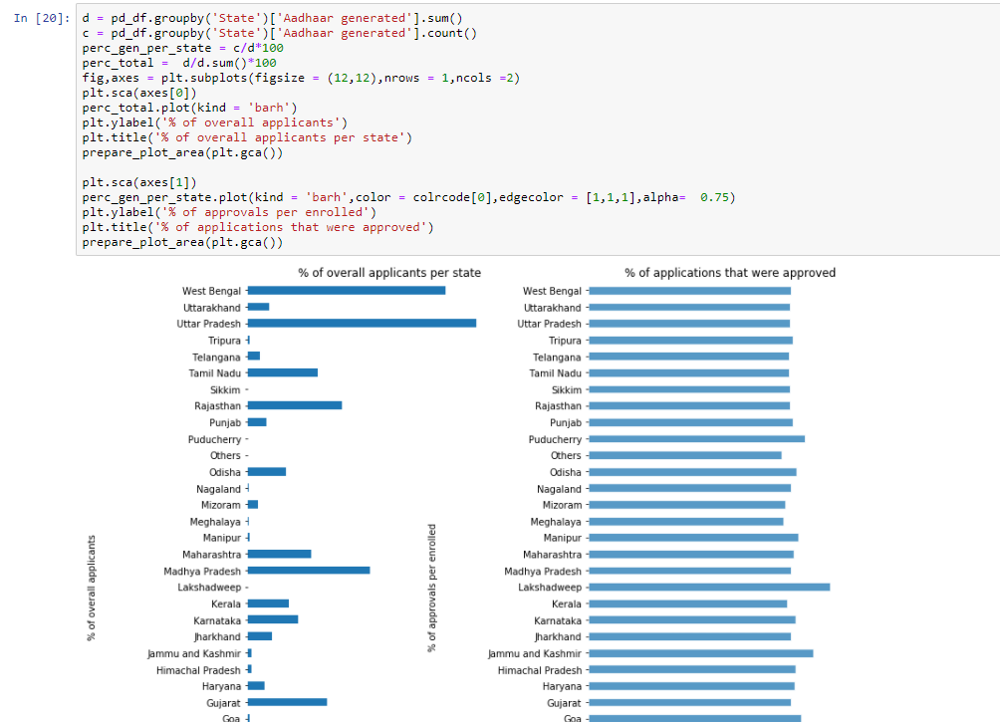 In [20]:
d = pd_df.groupby('State')['Aadhaar generated'].sum()
c = pd_df.groupby('State')['Aadhaar generated'].count()
perc_gen_per_state = c/d*100
perc_total =  d/d.sum()*100
fig,axes = plt.subplots(figsize = (12,12),nrows = 1,ncols =2)
plt.sca(axes[0])
perc_total.plot(kind = 'barh')
plt.ylabel('% of overall applicants')
plt.title('% of overall applicants per state')
prepare_plot_area(plt.gca())
plt.sca(axes[1])
perc_gen_per_state.plot(kind = 'barh',color = colrcode[0],edgecolor = [1,1,1],alpha=  0.75)
plt.ylabel('% of approvals per enrolled')
plt.title('% of applications that were approved')
prepare_plot_area(plt.gca())
% of overall applicants per state
West Bengal
Uttarakhand
Uttar Pradesh
Tripura
Telangana
Tamil Nadu
Sikkim
Rajasthan
Punjab
Puducherry
Others
Odisha
Nagaland
Mizoram
Meghalaya
Manipur
Maharashtra
Madhya Pradesh
Lakshadweep
Kerala
Karnataka
Jharkhand
Jammu and Kashmir
Himachal Pradesh
Haryana
Gujarat
Goa
% of overall applicants
% of applications that were approved
West Bengal
Uttarakhand
Uttar Pradesh
Tripura
Telangana
Tamil Nadu
Sikkim
Rajasthan
Punjab
Puducherry
Others
Odisha
Nagaland
Mizoram
Meghalaya
Manipur
Maharashtra
Madhya Pradesh
Lakshadweep
Kerala
Karnataka
Jharkhand
Jammu and Kashmir
Himachal Pradesh
Haryana
Gujarat
Goa
% of approvals per enrolled